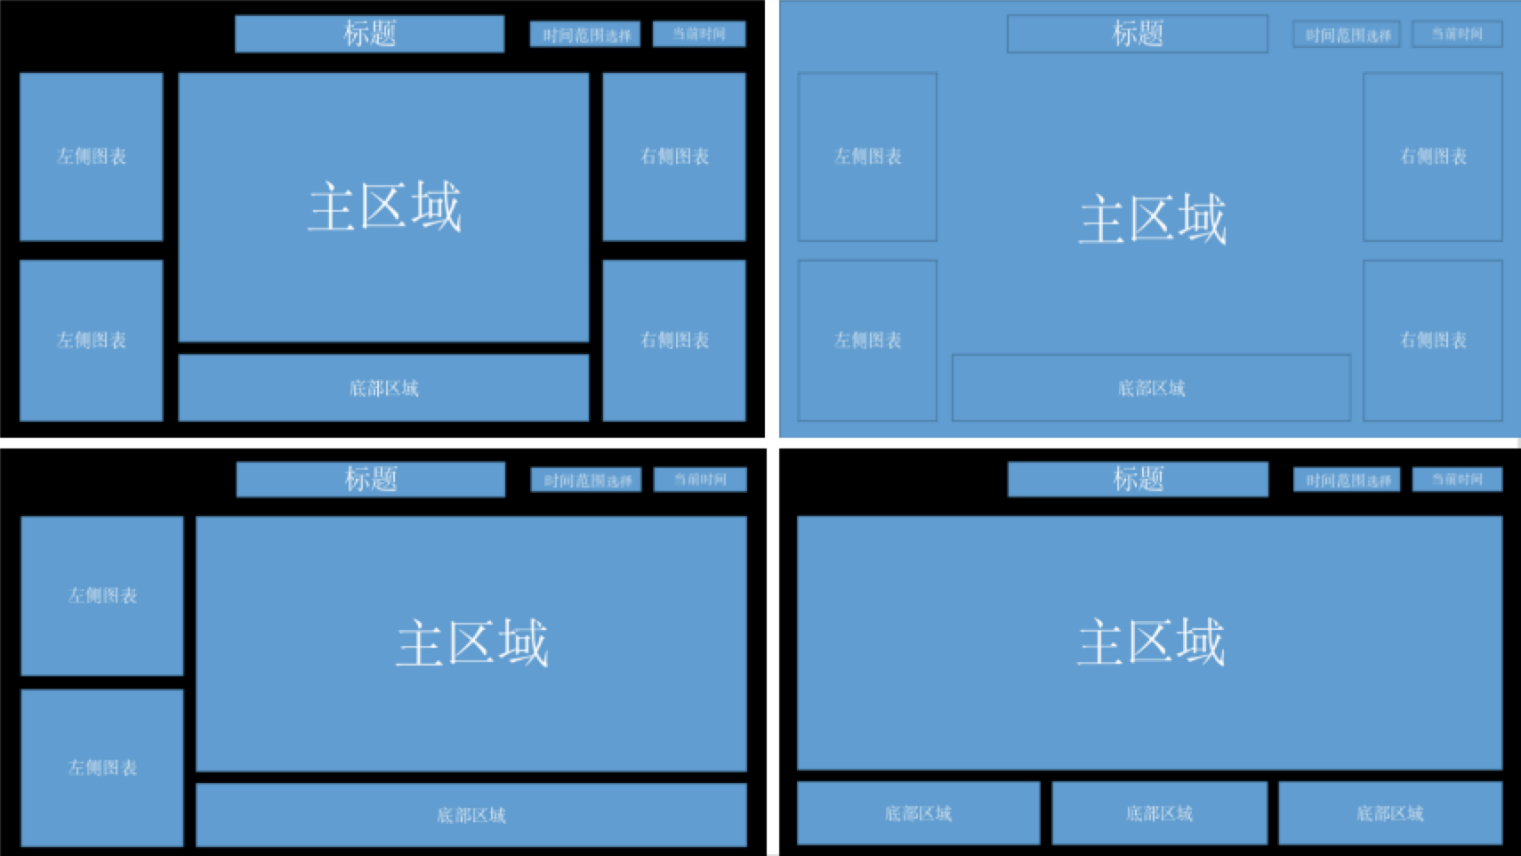 标题
时间范围选择
当前时间
左侧图表
主区域
右侧图表
左侧图表
右侧图表
底部区域
标题
时间范围选择
当前时间
左侧图表
主区域
右侧图表
左侧图表
右侧图表
底部区域
标题
时间范围选择
当前时间
左侧图表
主区域
左侧图表
底部区域
标题
时间范围选择
当前时间
主区域
底部区域
底部区域
底部区域